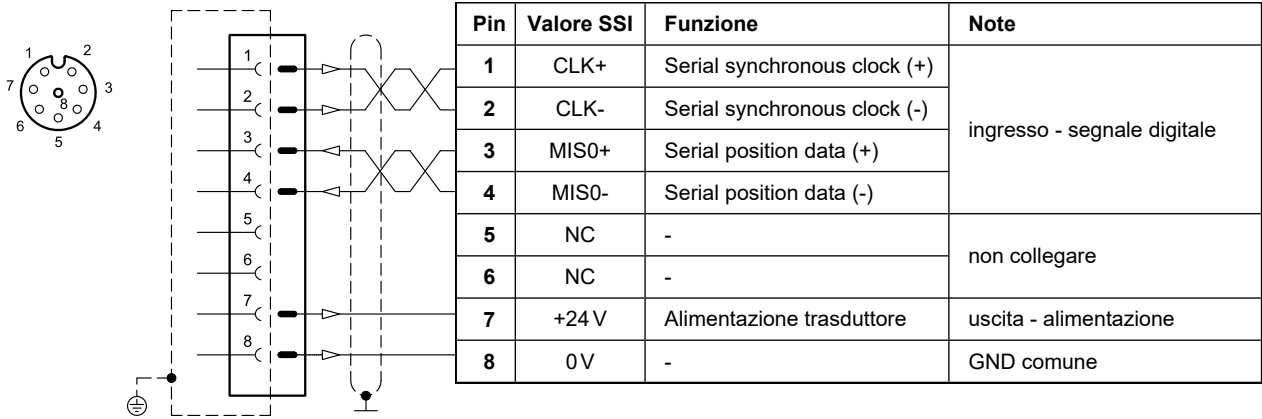 1 2 3 4 5 6 7 8
1
2
3
4
5
6
7
8
Pin Valore SSI Funzione Note
1 CLK+ Serial synchronous clock (+)
2 CLK- Serial synchronous clock (-)
ingresso - segnale digitale
3 MIS0+ Serial position data (+)
4 MIS0- Serial position data (-)
5 NC -
non collegare
6 NC -
7 +24 V Alimentazione trasduttore uscita - alimentazione
8 0 V - GND comune